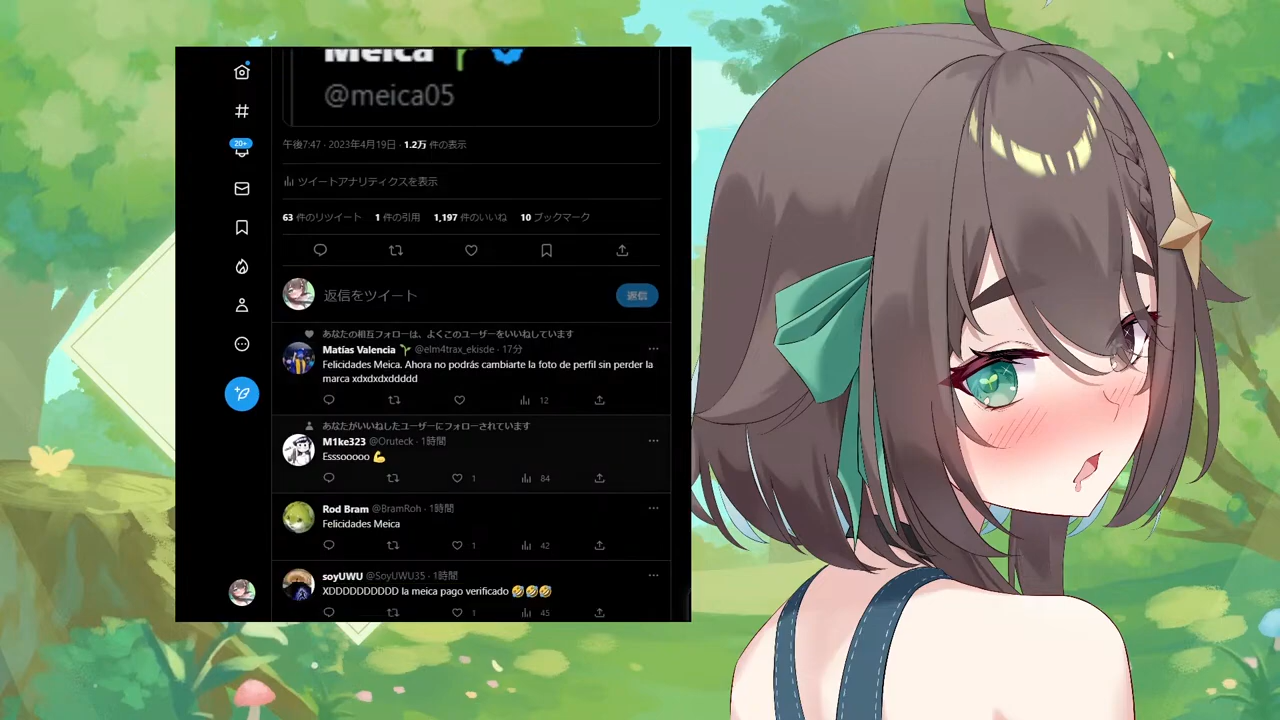 Meica
@meica05
午後7:47 · 2023年4月19日 · 1.2万 件の表示
ツイートアナリティクスを表示
63 件のリツイート 1 件の引用 1,197 件のいいね 10 ブックマーク
20+
返信をツイート
返信
あなたの相互フォローは、よくこのユーザーをいいねしています
Matías Valencia 🌱 @elm4trax_ekisde · 17分
Felicidades Meica. Ahora no podrás cambiarte la foto de perfil sin perder la
marca xdxdxdxddddd
12
あなたがいいねしたユーザーにフォローされています
M1ke323 @Oruteck · 1時間
Esssooooo 💪
1 84
Rod Bram @BramRoh · 1時間
Felicidades Meica
1 42
soyUWU @SoyUWU35 · 1時間
XDDDDDDDDDD la meica pago verificado 🤣🤣🤣
1 45